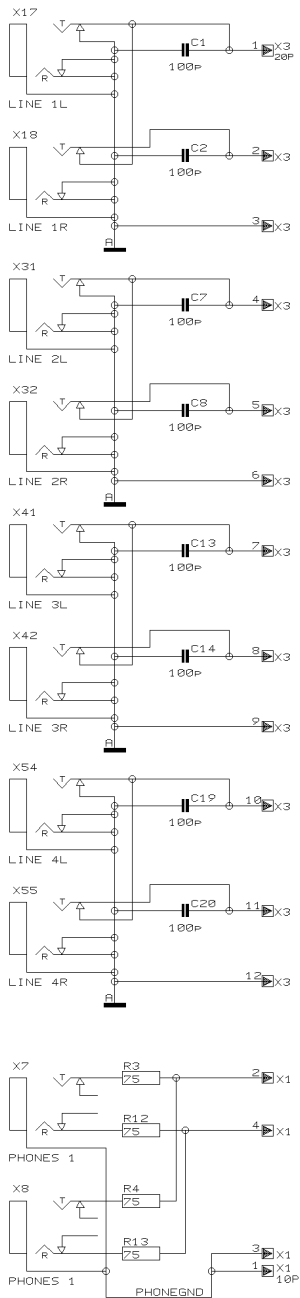 X17
T
C1
1
X3
20P
100p
R
LINE 1L
X18
T
C2
2
X3
100p
R
3
X3
LINE 1R
A
X31
T
C7
4
X3
100p
R
LINE 2L
X32
T
C8
5
X3
100p
R
6
X3
LINE 2R
A
X41
T
C13
7
X3
100p
R
LINE 3L
X42
T
C14
8
X3
100p
R
9
X3
LINE 3R
A
X54
T
C19
10
X3
100p
R
LINE 4L
X55
T
C20
11
X3
100p
R
12
X3
LINE 4R
A
X7
T
R3
75
2
X1
R
R12
75
4
X1
PHONES 1
X8
T
R4
75
R
R13
75
3
X1
PHONES 1
1
X1
10P
PHONEGND